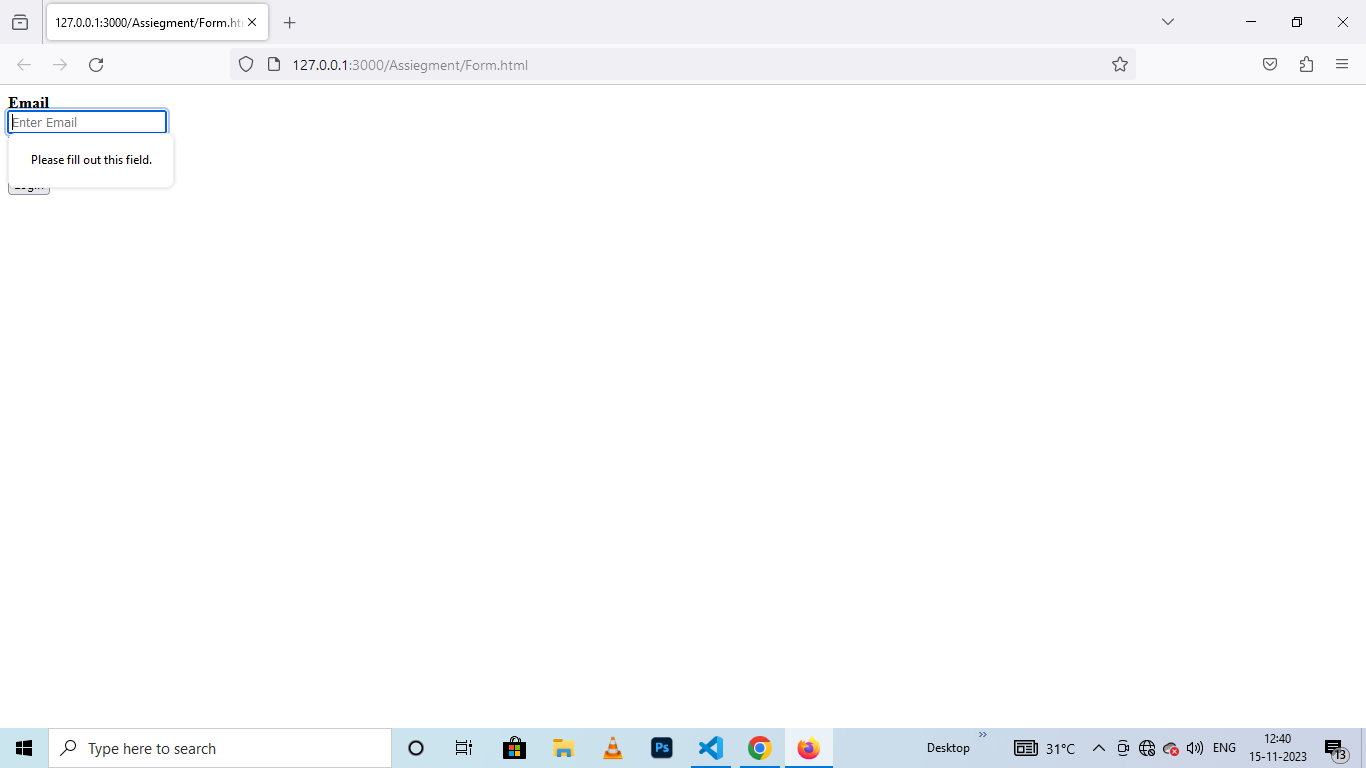 127.0.0.1:3000/Assiegment/Form.ht
127.0.0.1:3000/Assiegment/Form.html
Email
Enter Email
Please fill out this field.
Login
Type here to search
Ps
Desktop
31°C
ENG
12:40
15-11-2023
13